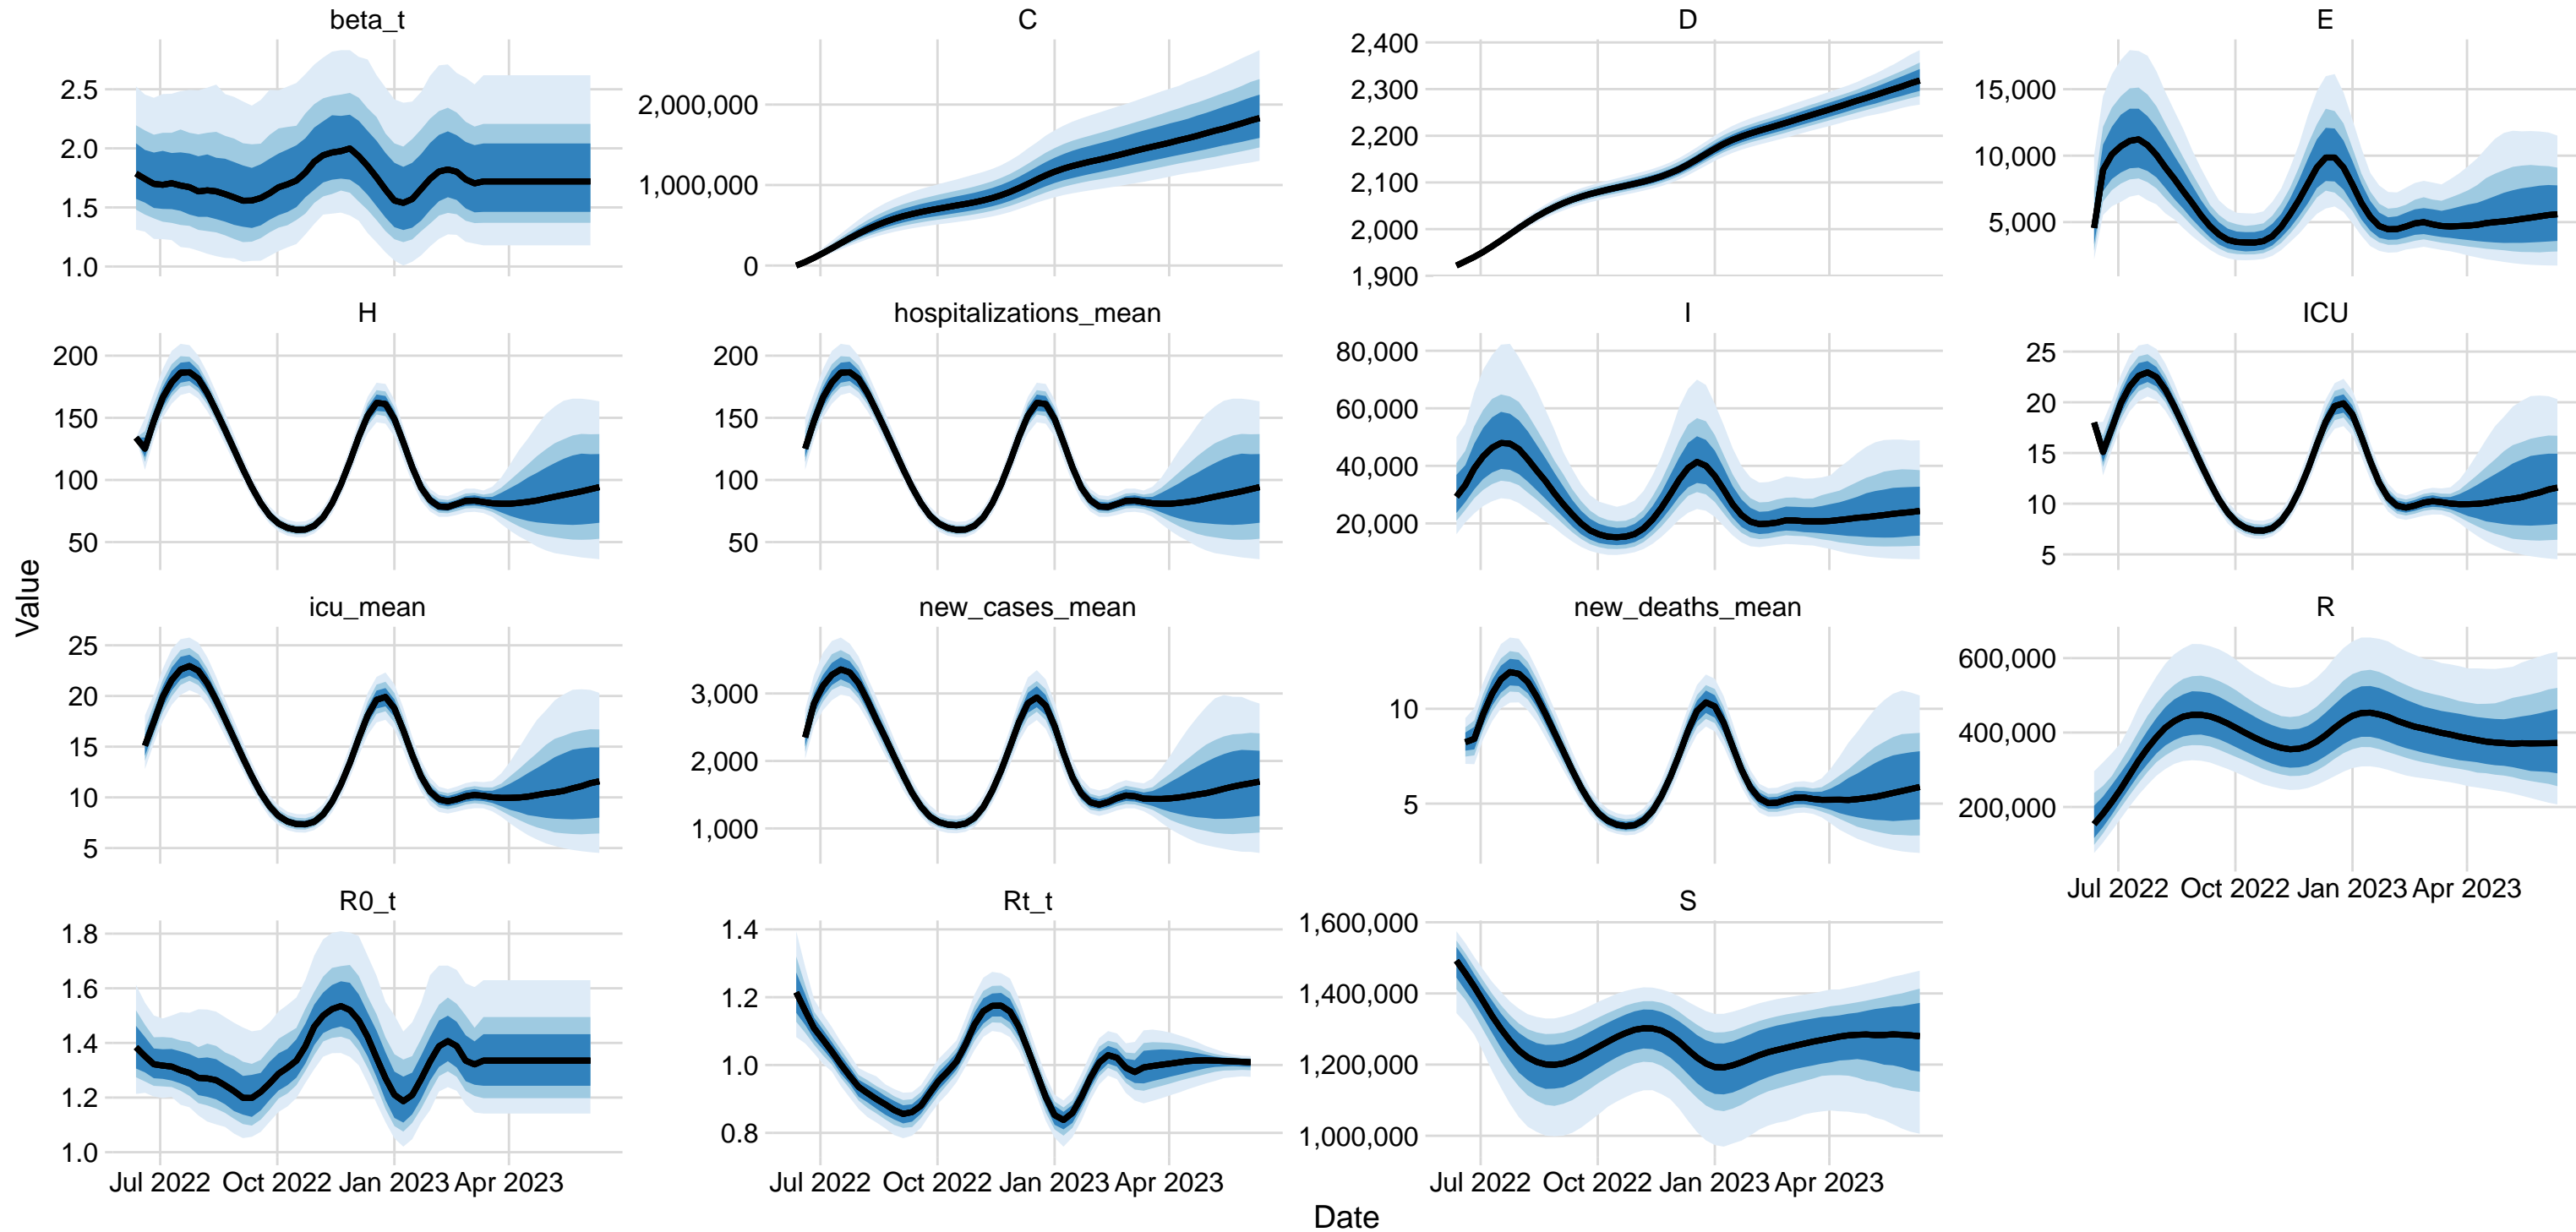 beta_t
C
D
E
2.5
2.0
1.5
1.0
2,000,000
1,000,000
0
2,400
2,300
2,200
2,100
2,000
1,900
15,000
10,000
5,000
H
hospitalizations_mean
I
ICU
200
150
100
50
200
150
100
50
80,000
60,000
40,000
20,000
25
20
15
10
5
Value
icu_mean
new_cases_mean
new_deaths_mean
R
25
20
15
10
5
3,000
2,000
1,000
10
5
600,000
400,000
200,000
Jul 2022 Oct 2022 Jan 2023 Apr 2023
R0_t
Rt_t
S
1.8
1.6
1.4
1.2
1.0
1.4
1.2
1.0
0.8
1,600,000
1,400,000
1,200,000
1,000,000
Jul 2022 Oct 2022 Jan 2023 Apr 2023
Jul 2022 Oct 2022 Jan 2023 Apr 2023
Jul 2022 Oct 2022 Jan 2023 Apr 2023
Date